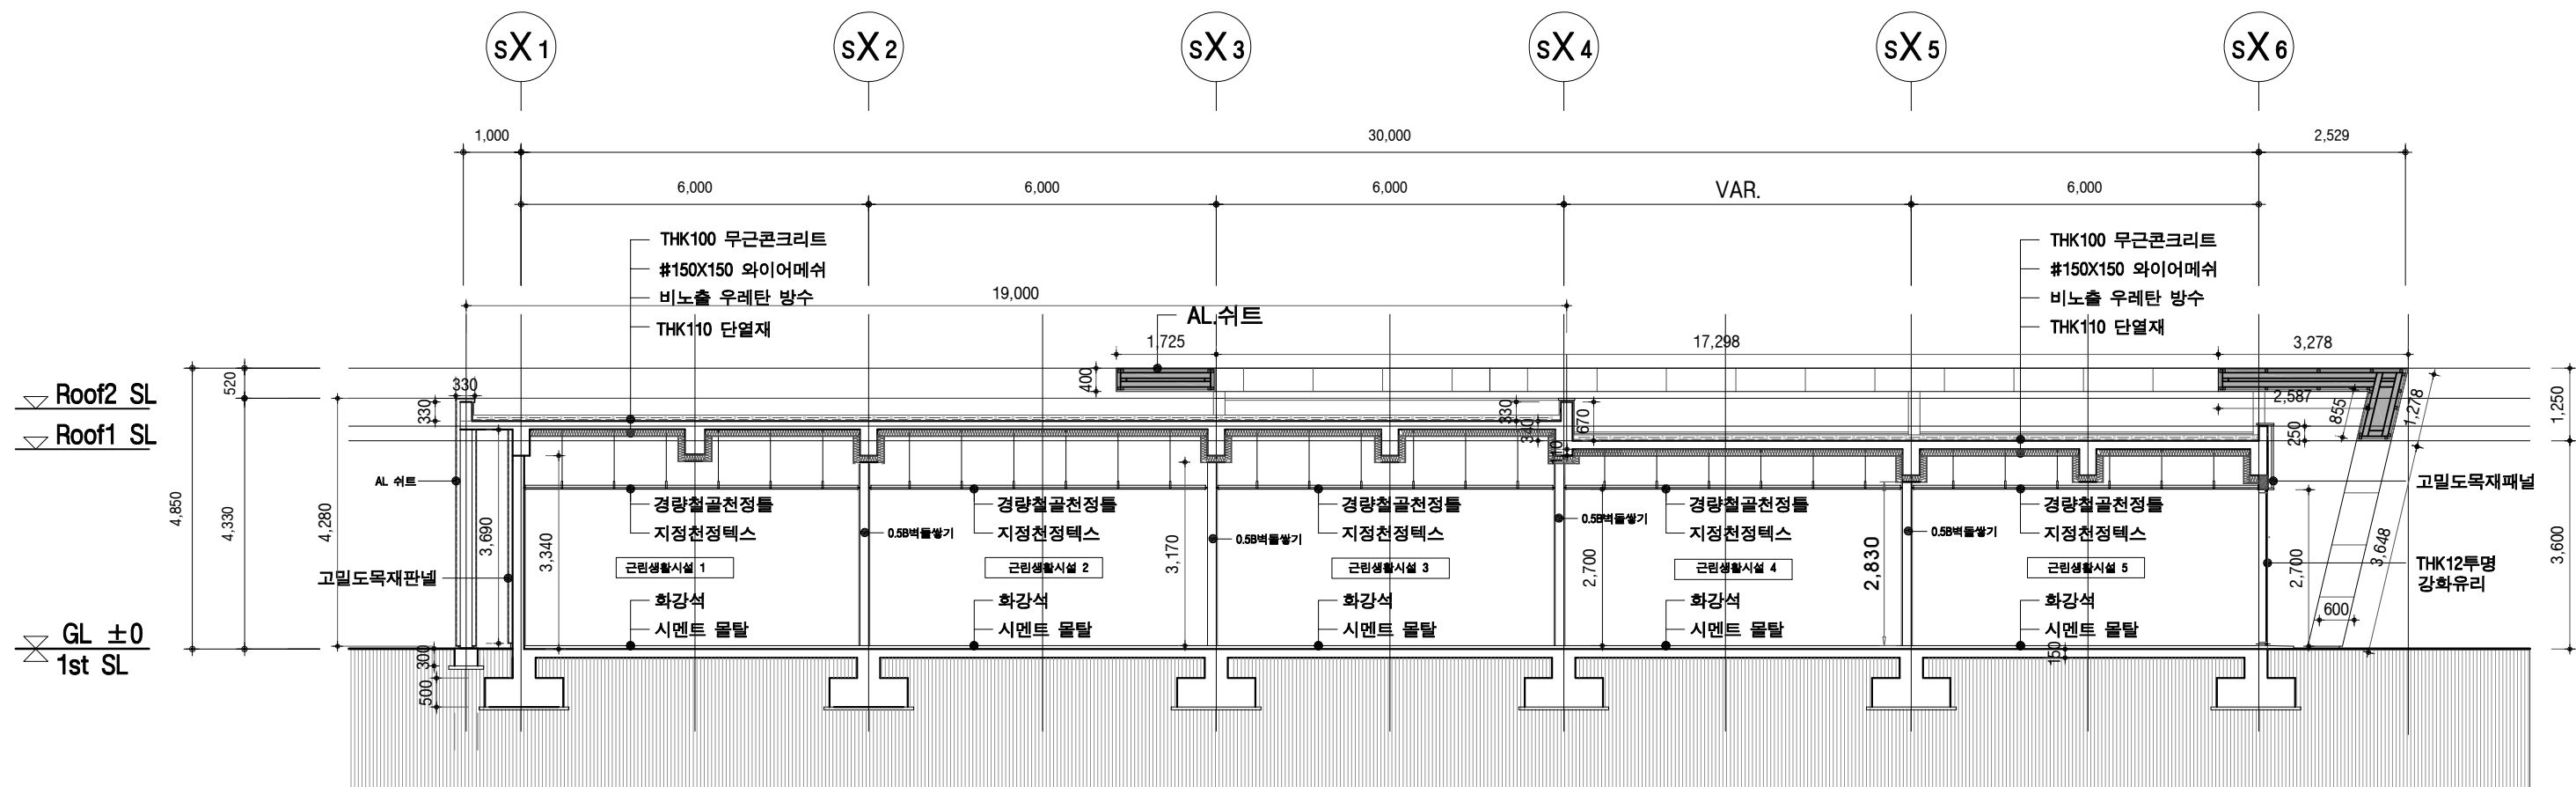 SX1 SX2 SX3 SX4 SX5 SX6
1,000 30,000 2,529
6,000 6,000 6,000 VAR. 6,000
THK100 무근콘크리트
#150X150 와이어메쉬
비노출 우레탄 방수
THK110 단열재
THK100 무근콘크리트
#150X150 와이어메쉬
비노출 우레탄 방수
THK110 단열재
19,000
AL.쉬트
1,725 17,298 3,278
520
330
400
Roof2 SL
330
330
670
340
2,587
855
1,278
1,250
Roof1 SL
250
AL 쉬트
고밀도목재패널
4,850
4,330
4,280
3,690
3,340
3,170
2,700
2,830
2,700
3,648
3,600
경량철골천정틀
지정천정텍스
경량철골천정틀
지정천정텍스
경량철골천정틀
지정천정텍스
경량철골천정틀
지정천정텍스
경량철골천정틀
지정천정텍스
0.5B벽돌쌓기
0.5B벽돌쌓기
0.5B벽돌쌓기
0.5B벽돌쌓기
근린생활시설 1
근린생활시설 2
근린생활시설 3
근린생활시설 4
근린생활시설 5
고밀도목재판넬
THK12투명
강화유리
화강석
시멘트 몰탈
화강석
시멘트 몰탈
화강석
시멘트 몰탈
화강석
시멘트 몰탈
화강석
시멘트 몰탈
600
GL ±0
1st SL
300
500
150